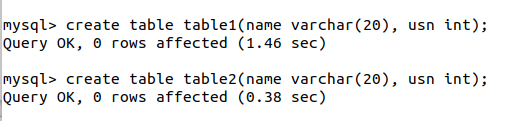 mysql> create table table1(name varchar(20), usn int);
Query OK, 0 rows affected (1.46 sec)
mysql> create table table2(name varchar(20), usn int);
Query OK, 0 rows affected (0.38 sec)